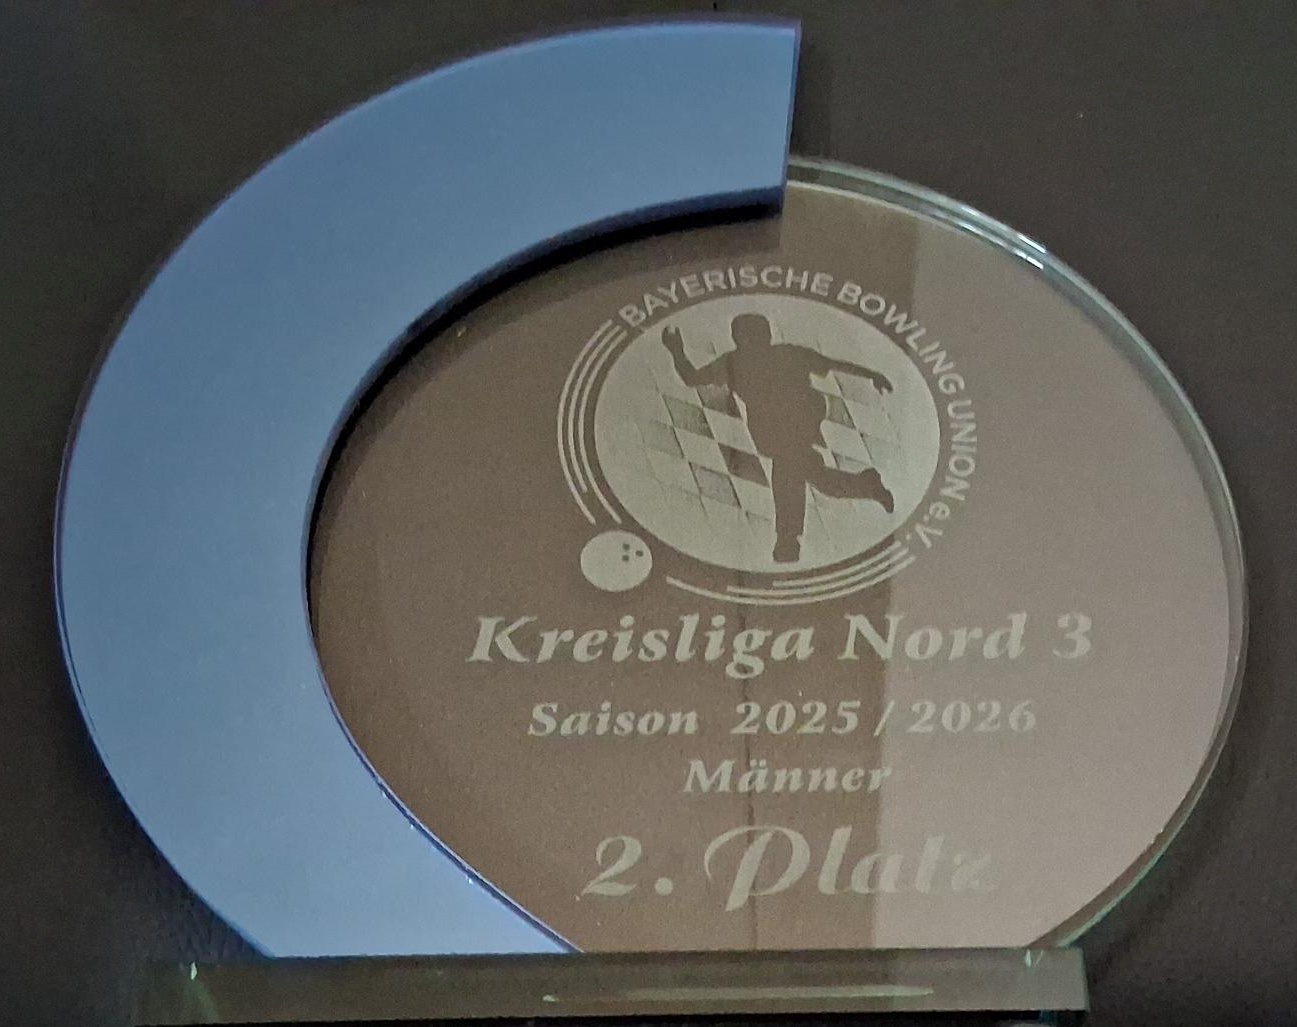 BAYERISCHE BOWLING UNION e.V.
Kreisliga Nord 3
Saison 2025 / 2026
Männer
2. Platz